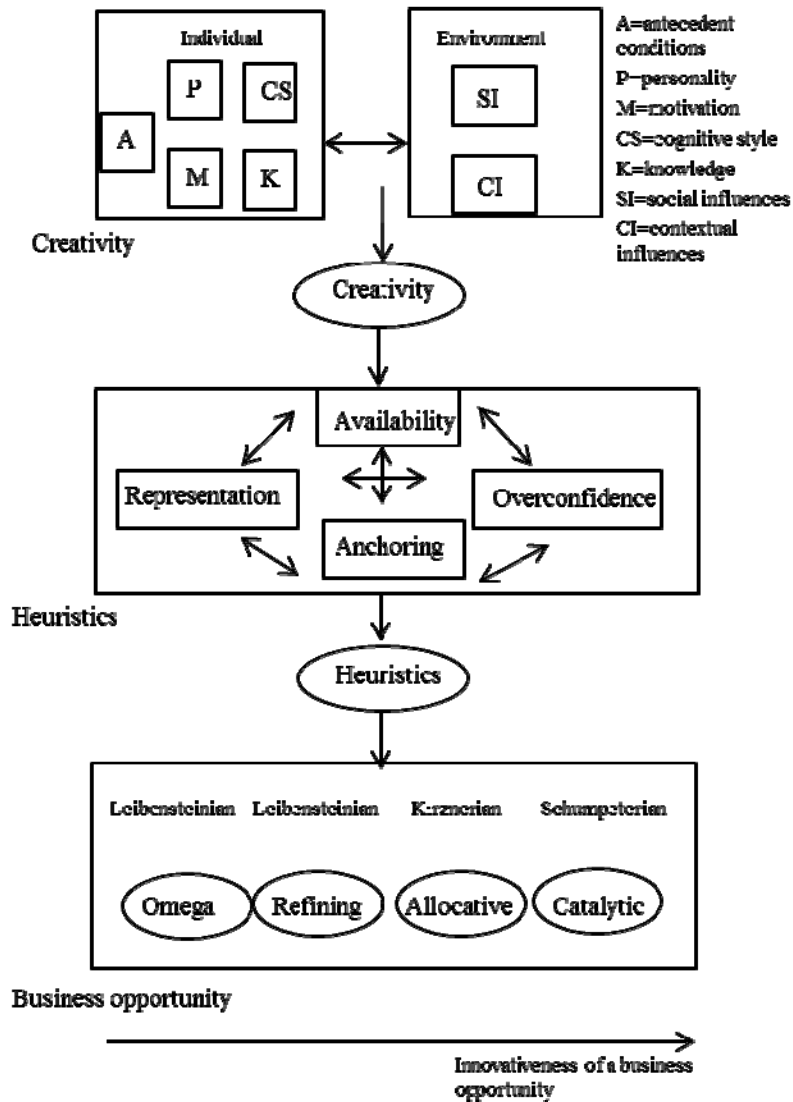 Individual
P
CS
A
M
K
Environment
SI
CI
A=antecedent
conditions
P=personality
M=motivation
CS=cognitive style
K=knowledge
SI=social influences
CI=contextual
influences
Creativity
Creativity
Availability
Representation
Overconfidence
Anchoring
Heuristics
Heuristics
Leibensteinian
Leibensteinian
Kirznerian
Schumpeterian
Omega
Refining
Allocative
Catalytic
Business opportunity
Innovativeness of a business
opportunity